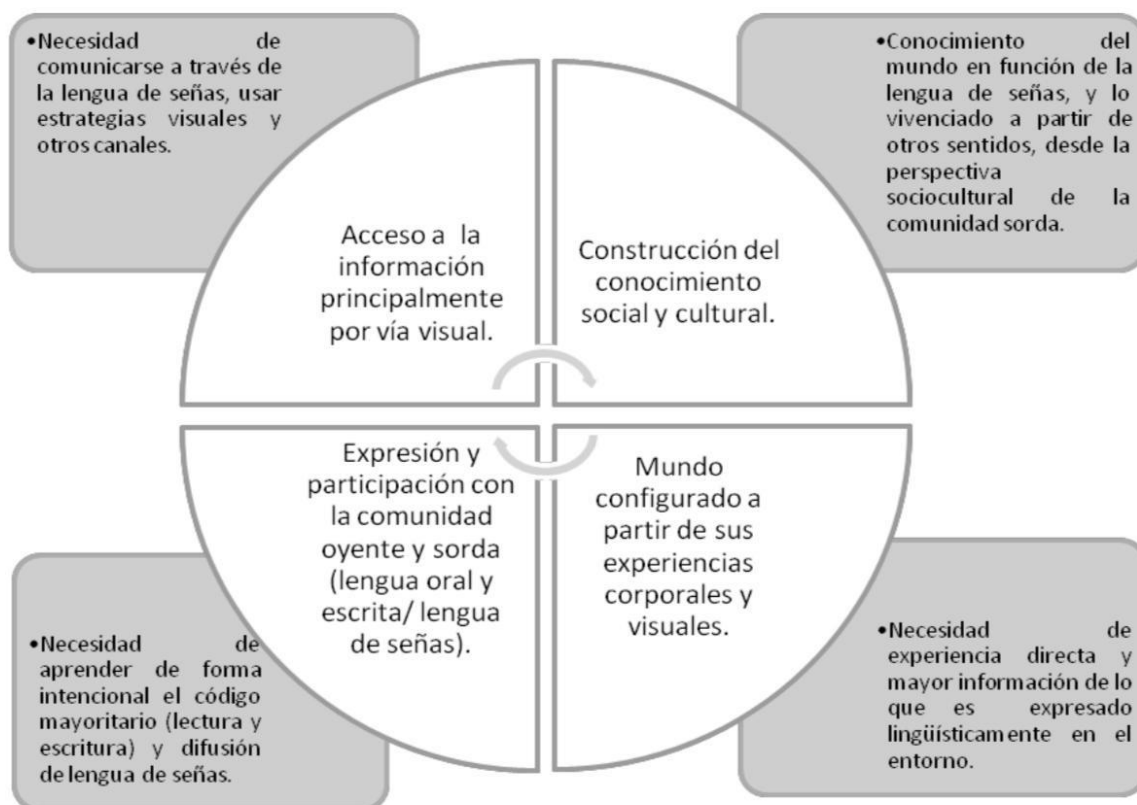 •Necesidad de
comunicarse a través de
la lengua de señas, usar
estrategias visuales y
otros canales.
Acceso a la
información
principalmente
por vía visual.
•Conocimiento del
mundo en función de la
lengua de señas, y lo
vivenciado a partir de
otros sentidos, desde la
perspectiva
sociocultural de la
comunidad sorda.
Construcción del
conocimiento
social y cultural.
Expresión y
participación con
la comunidad
oyente y sorda
(lengua oral y
escrita/ lengua
de señas).
•Necesidad de
aprender de forma
intencional el código
mayoritario (lectura y
escritura) y difusión
de lengua de señas.
Mundo
configurado a
partir de sus
experiencias
corporales y
visuales.
•Necesidad de
experiencia directa y
mayor información de lo
que es expresado
lingüísticamente en el
entorno.